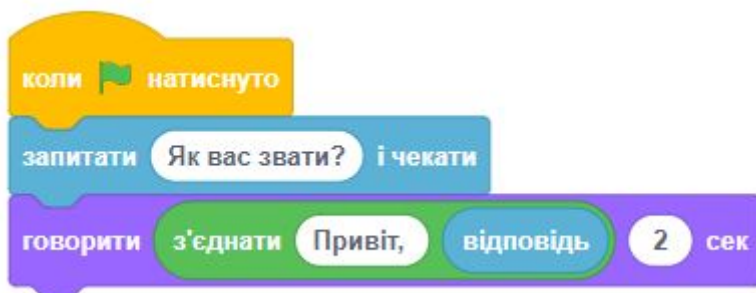 коли натиснуто
запитати Як вас звати? і чекати
говорити з'єднати Привіт, відповідь 2 сек